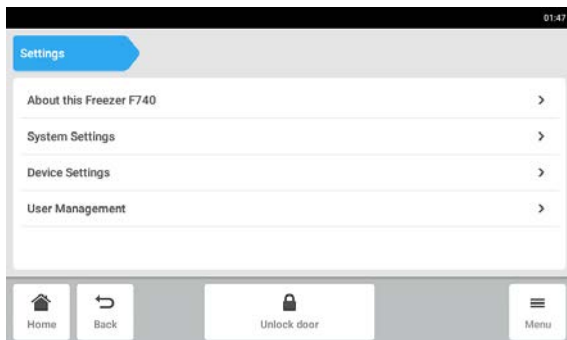 01:47
Settings
About this Freezer F740
System Settings
Device Settings
User Management
Home
Back
Unlock door
Menu